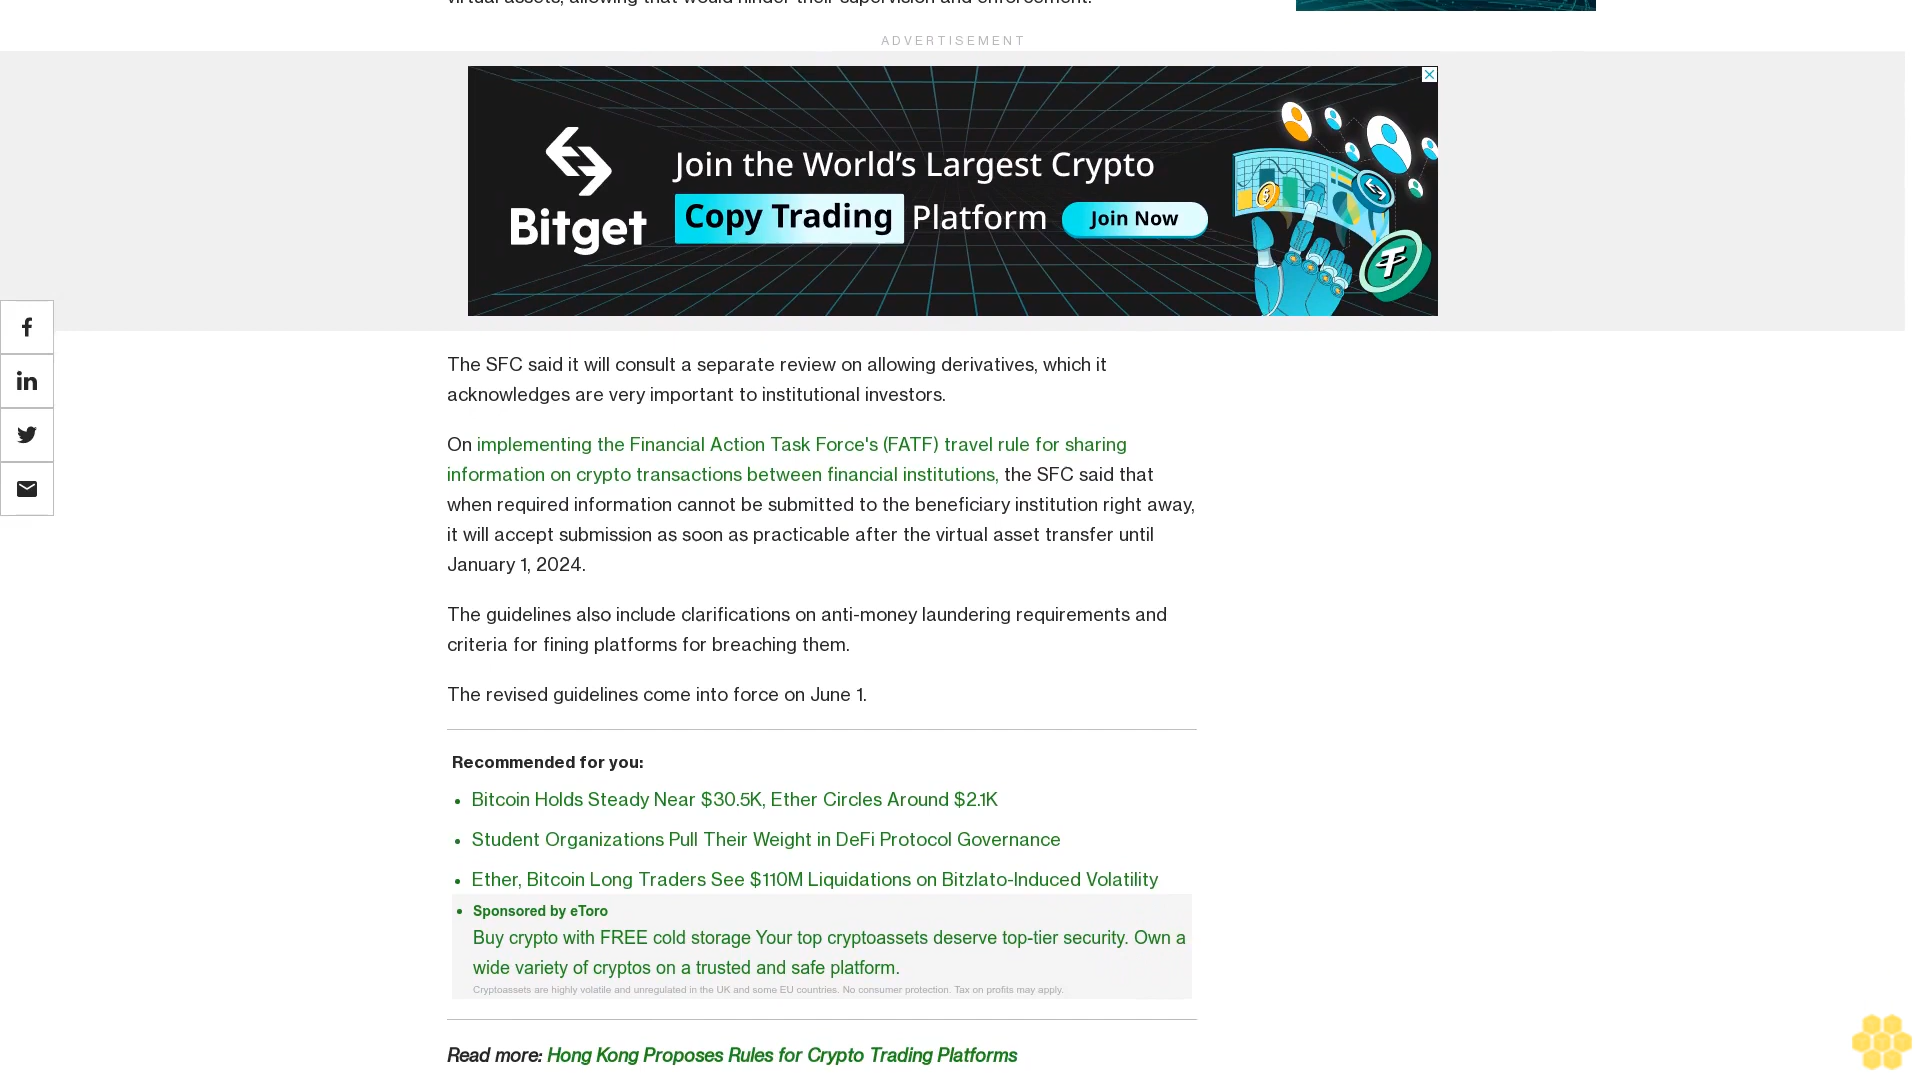 virtual assets, allowing that would hinder their supervision and enforcement.
ADVERTISEMENT
Join the World's Largest Crypto
Copy Trading Platform Join Now
Bitget
The SFC said it will consult a separate review on allowing derivatives, which it
acknowledges are very important to institutional investors.
On implementing the Financial Action Task Force's (FATF) travel rule for sharing
information on crypto transactions between financial institutions, the SFC said that
when required information cannot be submitted to the beneficiary institution right away,
it will accept submission as soon as practicable after the virtual asset transfer until
January 1, 2024.
The guidelines also include clarifications on anti-money laundering requirements and
criteria for fining platforms for breaching them.
The revised guidelines come into force on June 1.
Recommended for you:
• Bitcoin Holds Steady Near $30.5K, Ether Circles Around $2.1K
• Student Organizations Pull Their Weight in DeFi Protocol Governance
• Ether, Bitcoin Long Traders See $110M Liquidations on Bitzlato-Induced Volatility
• Sponsored by eToro
Buy crypto with FREE cold storage Your top cryptoassets deserve top-tier security. Own a
wide variety of cryptos on a trusted and safe platform.
Cryptoassets are highly volatile and unregulated in the UK and some EU countries. No consumer protection. Tax on profits may apply.
Read more: Hong Kong Proposes Rules for Crypto Trading Platforms